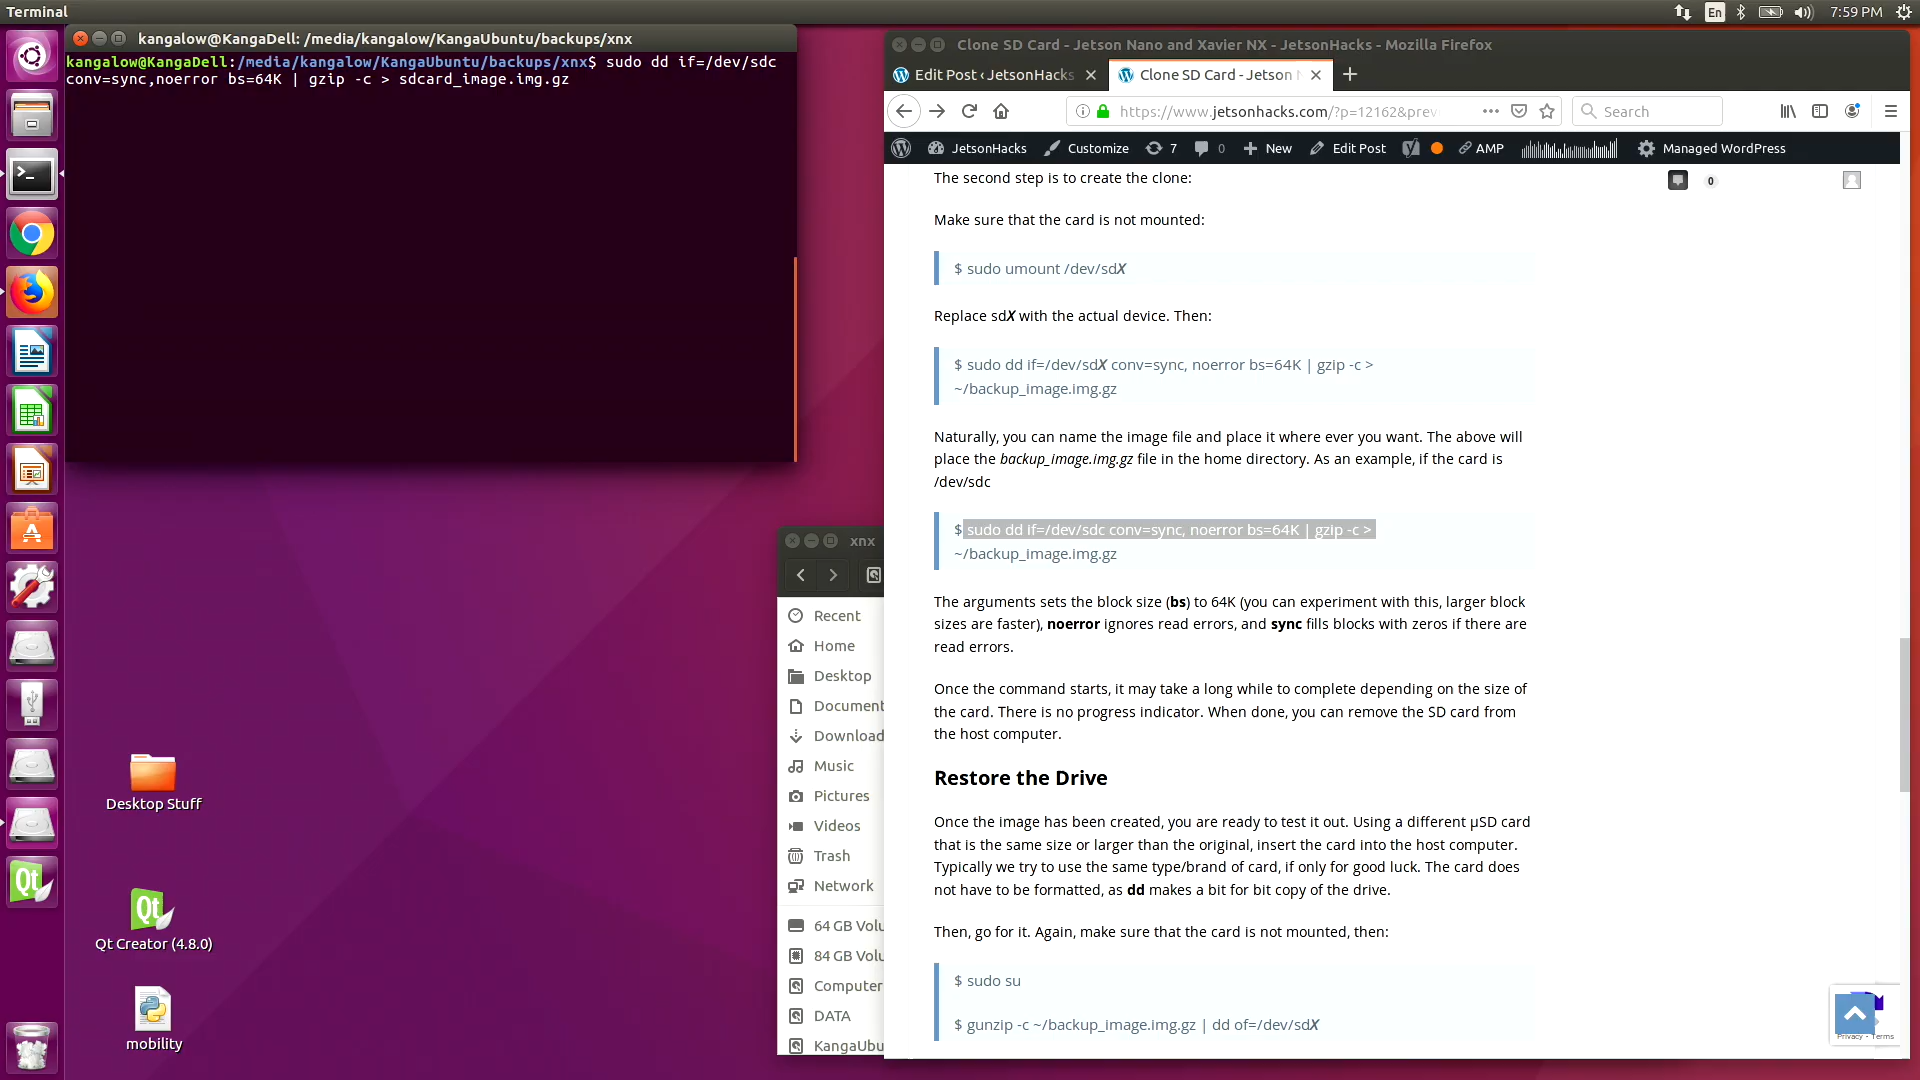 Terminal
En
7:59 PM
kangalow@KangaDell: /media/kangalow/KangaUbuntu/backups/xnx
kangalow@KangaDell:/media/kangalow/KangaUbuntu/backups/xnx$ sudo dd if=/dev/sdc
conv=sync,noerror bs=64K | gzip -c > sdcard_image.img.gz
Desktop Stuff
Qt
Qt Creator (4.8.0)
mobility
Qt
xnx
Recent
Home
Desktop
Document
Download
Music
Pictures
Videos
Trash
Network
64 GB Volu
84 GB Volu
Computer
DATA
KangaUbu
Clone SD Card - Jetson Nano and Xavier NX - JetsonHacks - Mozilla Firefox
Edit Post ‹ JetsonHacks
Clone SD Card - Jetson N
https://www.jetsonhacks.com/?p=12162&prev
Search
JetsonHacks
Customize
7
0
New
Edit Post
AMP
Managed WordPress
0
The second step is to create the clone:
Make sure that the card is not mounted:
$ sudo umount /dev/sdX
Replace sdX with the actual device. Then:
$ sudo dd if=/dev/sdX conv=sync, noerror bs=64K | gzip -c >
~/backup_image.img.gz
Naturally, you can name the image file and place it where ever you want. The above will
place the backup_image.img.gz file in the home directory. As an example, if the card is
/dev/sdc
$ sudo dd if=/dev/sdc conv=sync, noerror bs=64K | gzip -c >
~/backup_image.img.gz
The arguments sets the block size (bs) to 64K (you can experiment with this, larger block
sizes are faster), noerror ignores read errors, and sync fills blocks with zeros if there are
read errors.
Once the command starts, it may take a long while to complete depending on the size of
the card. There is no progress indicator. When done, you can remove the SD card from
the host computer.
Restore the Drive
Once the image has been created, you are ready to test it out. Using a different µSD card
that is the same size or larger than the original, insert the card into the host computer.
Typically we try to use the same type/brand of card, if only for good luck. The card does
not have to be formatted, as dd makes a bit for bit copy of the drive.
Then, go for it. Again, make sure that the card is not mounted, then:
$ sudo su
$ gunzip -c ~/backup_image.img.gz | dd of=/dev/sdX
Privacy - Terms